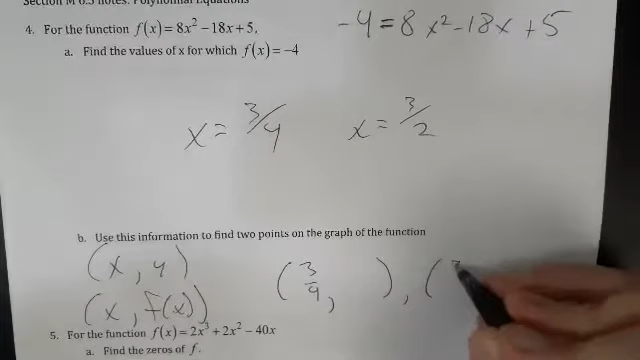 Section M 6.3 notes: Polynomial Equations
4. For the function f(x) = 8x² − 18x + 5,
-4 = 8x² - 18x + 5
a. Find the values of x for which f(x) = −4
x = 3/4 x = 3/2
b. Use this information to find two points on the graph of the function
(x, y) (3/4, ), (3
(x, f(x))
5. For the function f(x) = 2x³ + 2x² − 40x
a. Find the zeros of f.